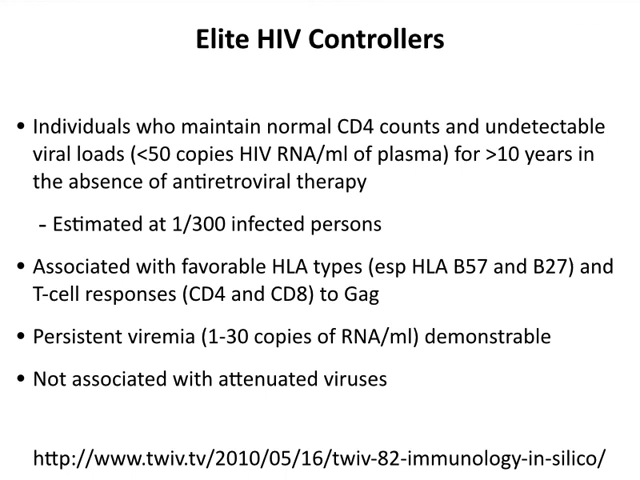 Elite HIV Controllers
• Individuals who maintain normal CD4 counts and undetectable
viral loads (<50 copies HIV RNA/ml of plasma) for >10 years in
the absence of antiretroviral therapy
- Estimated at 1/300 infected persons
• Associated with favorable HLA types (esp HLA B57 and B27) and
T-cell responses (CD4 and CD8) to Gag
• Persistent viremia (1-30 copies of RNA/ml) demonstrable
• Not associated with attenuated viruses
http://www.twiv.tv/2010/05/16/twiv-82-immunology-in-silico/